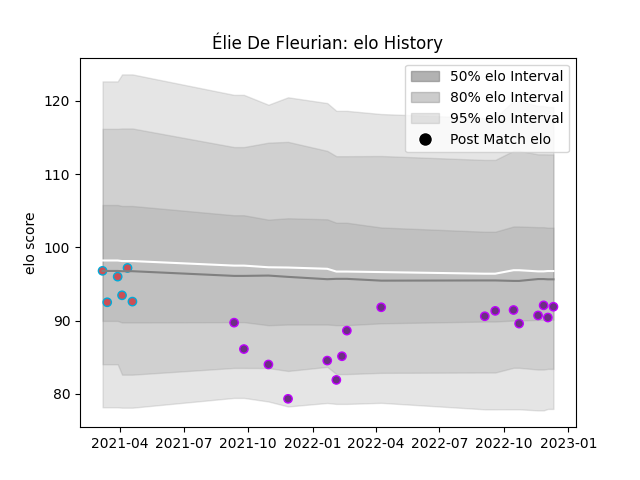 Élie De Fleurian: elo History
50% elo Interval
80% elo Interval
95% elo Interval
Post Match elo
elo score
120
110
100
90
80
2021-04 2021-07 2021-10 2022-01 2022-04 2022-07 2022-10 2023-01